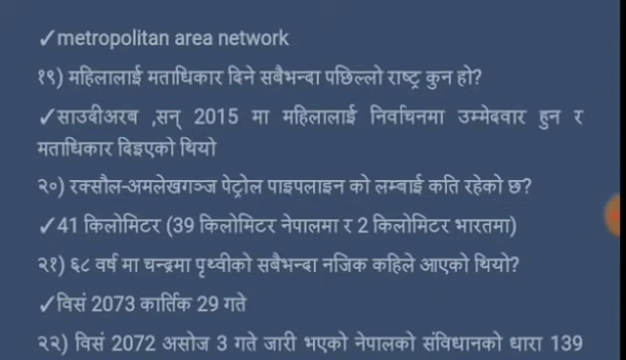 ✓metropolitan area network
१९) महिलालाई मताधिकार दिने सबैभन्दा पछिल्लो राष्ट्र कुन हो?
✓साउदीअरब ,सन् 2015 मा महिलालाई निर्वाचनमा उम्मेबवार हुन र
मताधिकार दिइएको थियो
२०) रक्सौल-अमलेखगञ्ज पेट्रोल पाइपलाइन को लम्बाई कति रहेको छ?
✓41 किलोमिटर (39 किलोमिटर नेपालमा र 2 किलोमिटर भारतमा)
२१) ६८ वर्ष मा चन्द्रमा पृथ्वीको सबैभन्दा नजिक कहिले आएको थियो?
✓विसं 2073 कार्तिक 29 गते
२२) विसं 2072 असोज 3 गते जारी भएको नेपालको संविधानको धारा 139